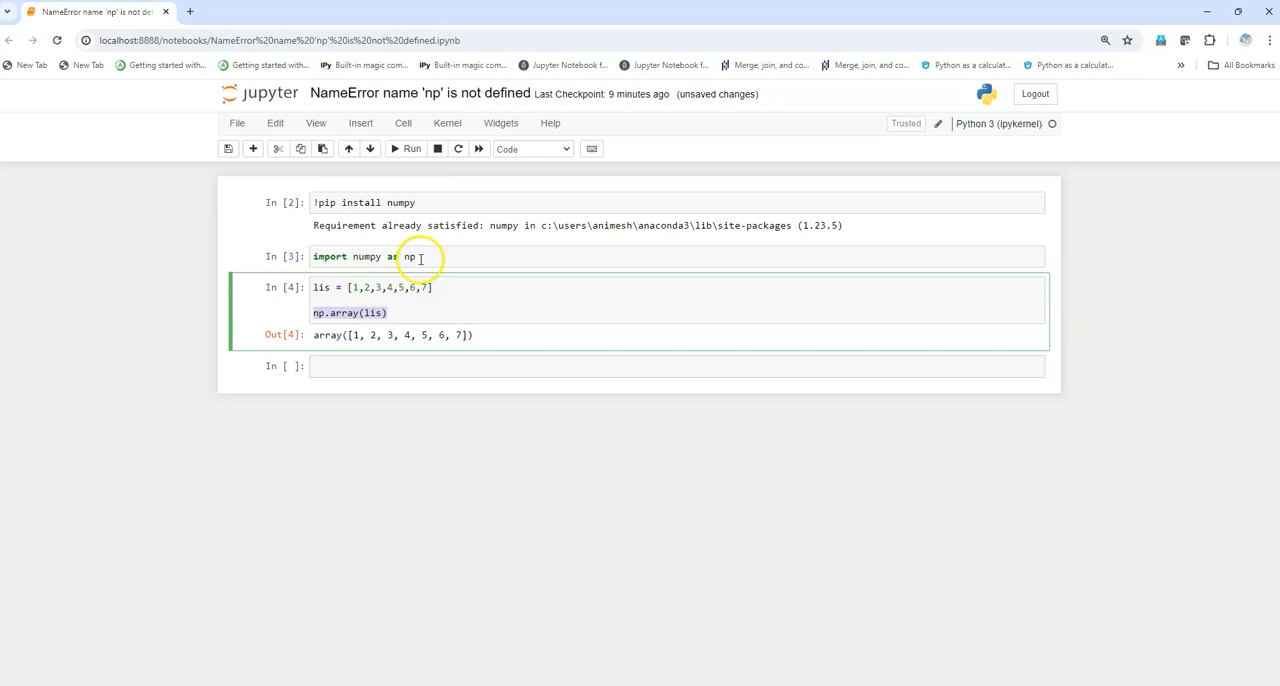 NameError name 'np' is not def
localhost:8888/notebooks/NameError%20name%20'np'%20is%20not%20defined.ipynb
New Tab
New Tab
Getting started with...
Getting started with...
IPy Built-in magic com...
IPy Built-in magic com...
Jupyter Notebook f...
Jupyter Notebook f...
Merge, join, and co...
Merge, join, and co...
Python as a calculat...
Python as a calculat...
»
All Bookmarks
jupyter NameError name 'np' is not defined Last Checkpoint: 9 minutes ago (unsaved changes)
Logout
File Edit View Insert Cell Kernel Widgets Help
Trusted
Python 3 (ipykernel)
Run
Code
In [2]: !pip install numpy
Requirement already satisfied: numpy in c:\users\animesh\anaconda3\lib\site-packages (1.23.5)
In [3]: import numpy as np
In [4]: lis = [1,2,3,4,5,6,7]
np.array(lis)
Out[4]: array([1, 2, 3, 4, 5, 6, 7])
In [ ]: